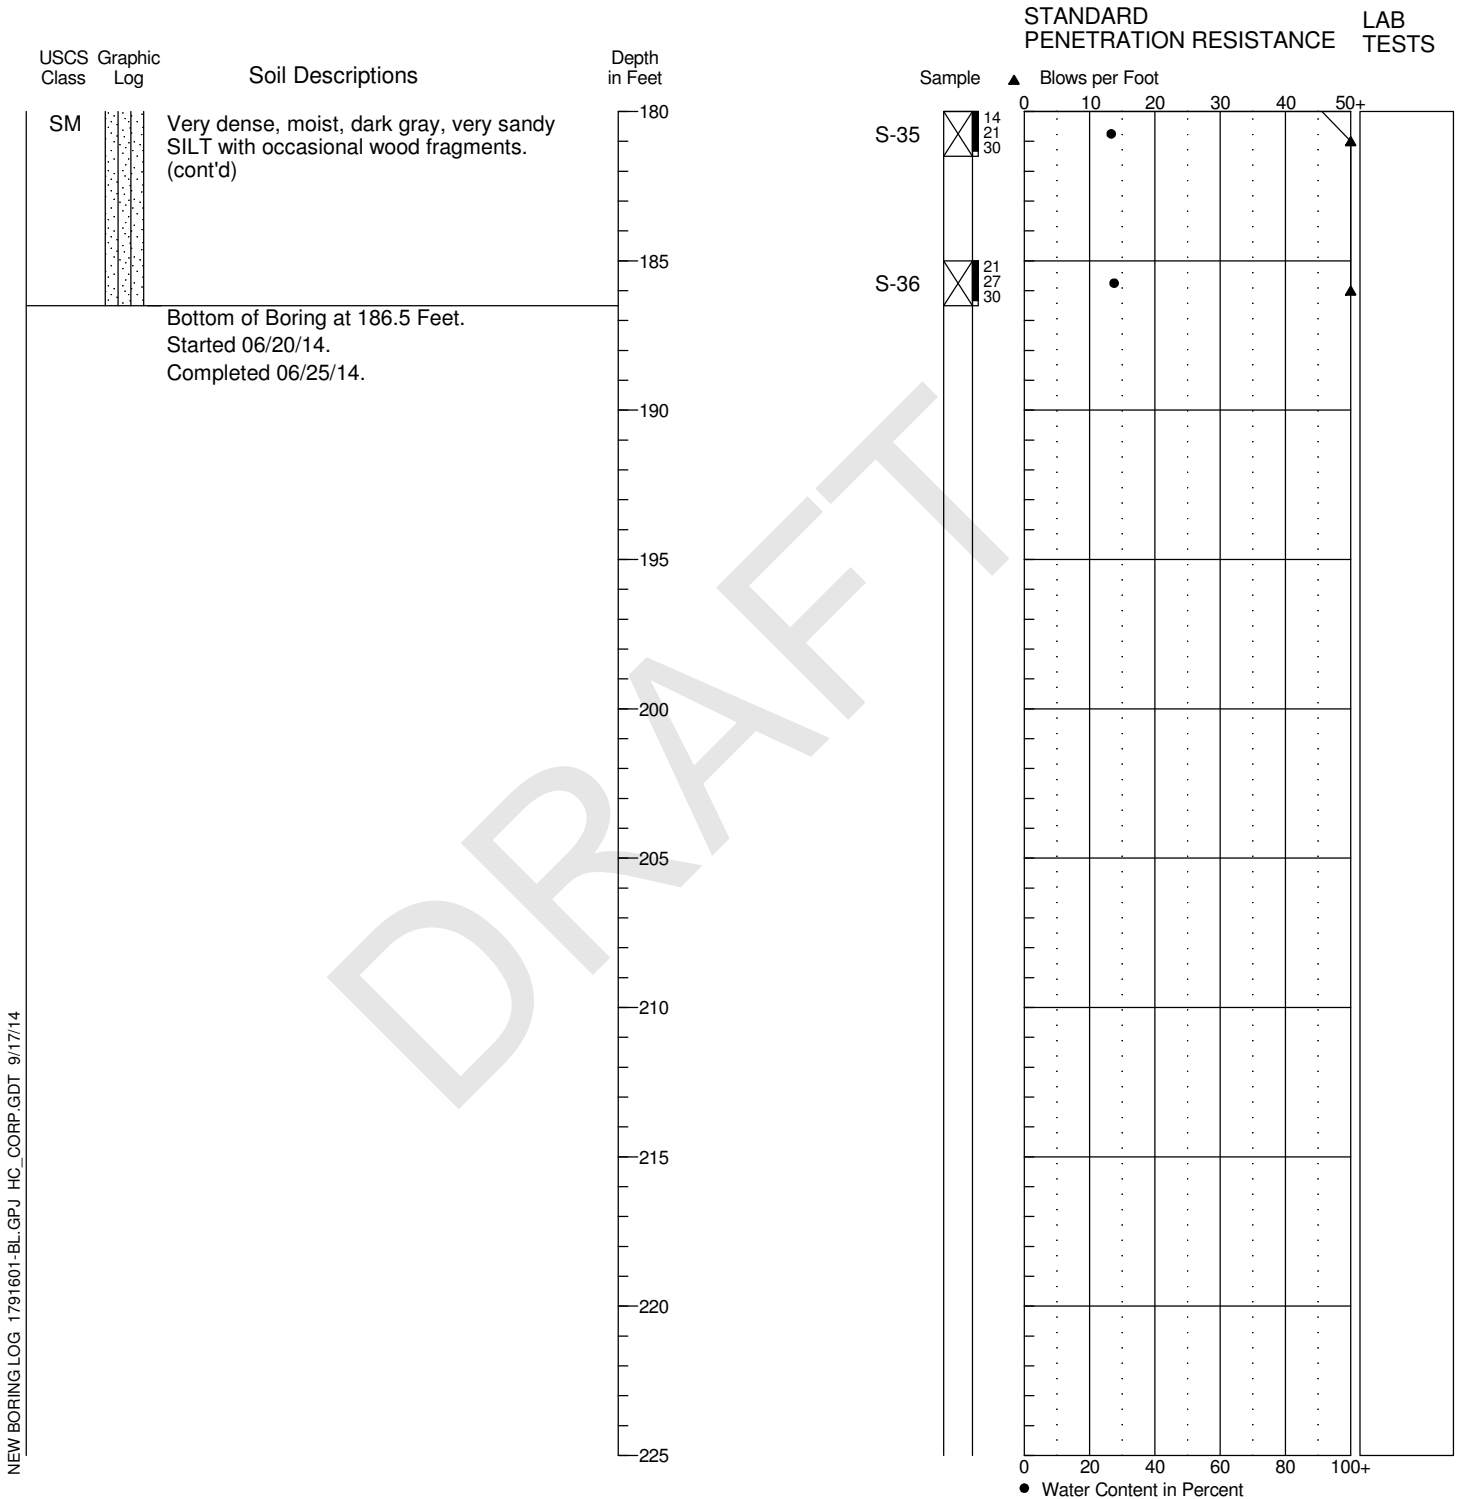 STANDARD
PENETRATION RESISTANCE
LAB
TESTS
USCS Class
Graphic Log
Soil Descriptions
Depth in Feet
Sample
▲ Blows per Foot
0 10 20 30 40 50+
SM
Very dense, moist, dark gray, very sandy
SILT with occasional wood fragments.
(cont'd)
180
S-35
14
21
30
185
S-36
21
27
30
Bottom of Boring at 186.5 Feet.
Started 06/20/14.
Completed 06/25/14.
190
195
200
205
210
215
220
225
DRAFT
0 20 40 60 80 100+
● Water Content in Percent
NEW BORING LOG 1791601-BL.GPJ HC_CORP.GDT 9/17/14